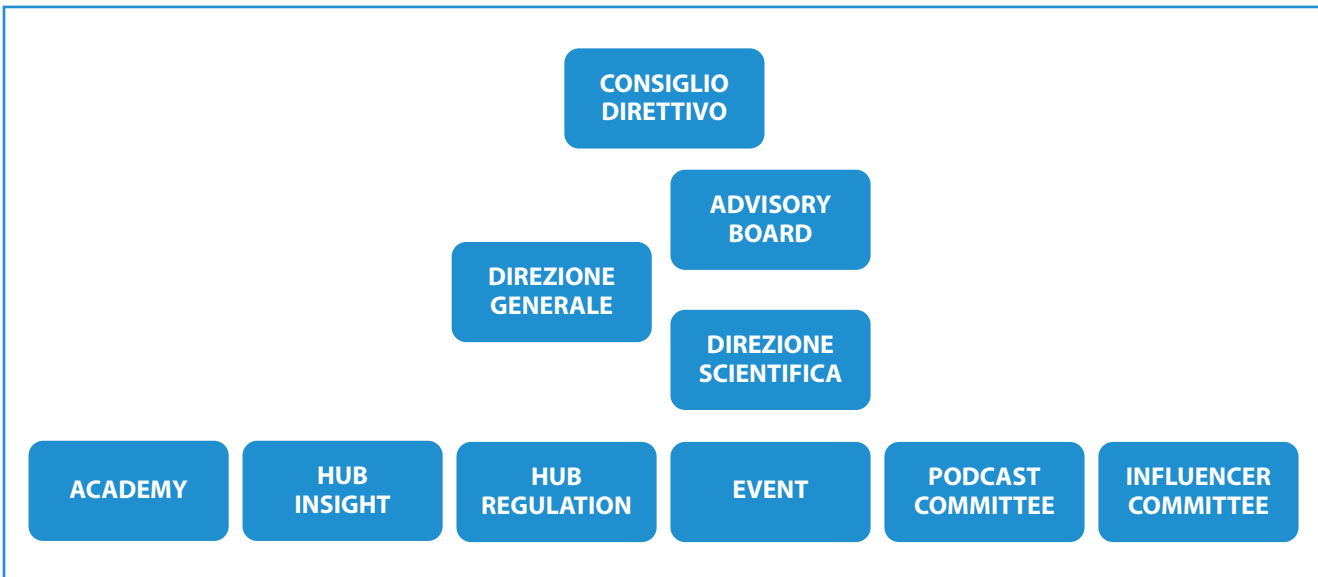 CONSIGLIO
DIRETTIVO
ADVISORY
BOARD
DIREZIONE
GENERALE
DIREZIONE
SCIENTIFICA
ACADEMY
HUB
INSIGHT
HUB
REGULATION
EVENT
PODCAST
COMMITTEE
INFLUENCER
COMMITTEE